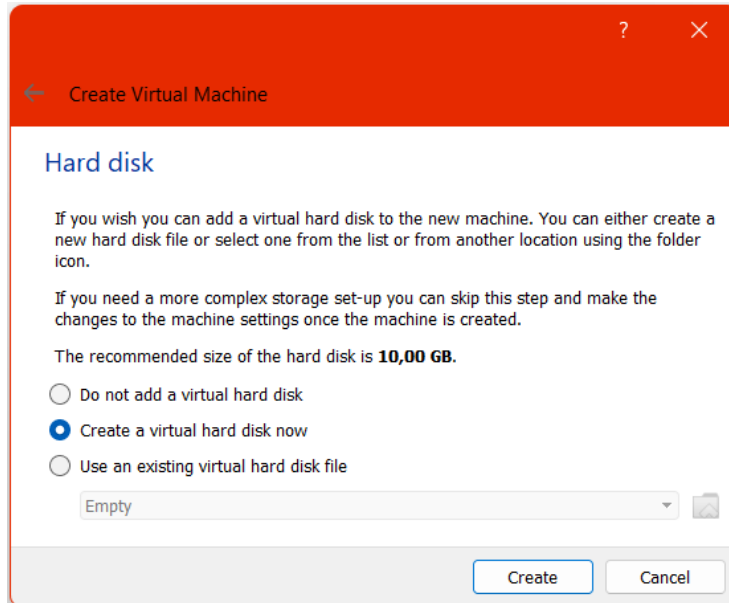 ?
Create Virtual Machine
Hard disk
If you wish you can add a virtual hard disk to the new machine. You can either create a
new hard disk file or select one from the list or from another location using the folder
icon.
If you need a more complex storage set-up you can skip this step and make the
changes to the machine settings once the machine is created.
The recommended size of the hard disk is 10,00 GB.
Do not add a virtual hard disk
Create a virtual hard disk now
Use an existing virtual hard disk file
Empty
Create Cancel